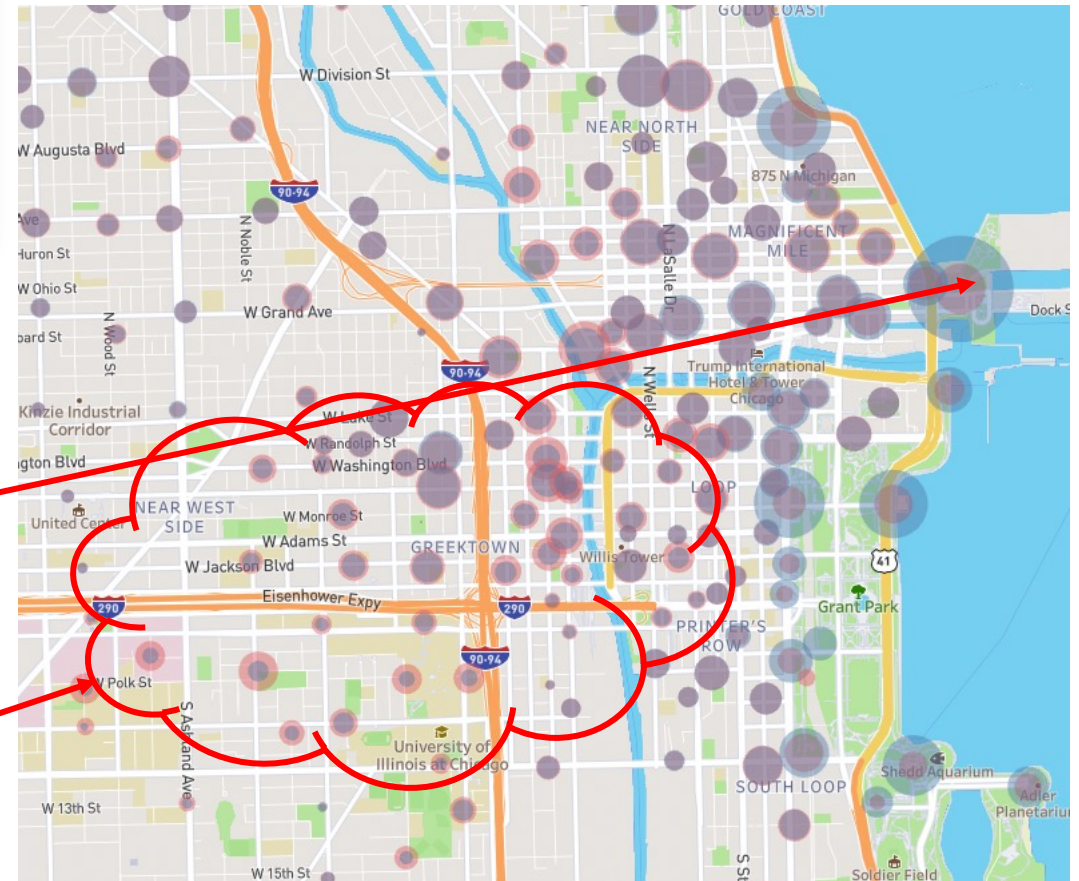 GOLD COAST
W Division St
NEAR NORTH
SIDE
W Augusta Blvd
875 N Michigan
90-94
Ave
N Noble St
N LaSalle Dr
MAGNIFICENT
MILE
Huron St
W Ohio St
W Grand Ave
Dock S
N Wood St
bard St
90-94
Trump International
Hotel & Tower
Chicago
N Wells St
Kinzie Industrial
Corridor
W Lake St
W Randolph St
W Washington Blvd
ngton Blvd
LOOP
NEAR WEST
SIDE
United Center
W Monroe St
W Adams St
GREEKTOWN
Willis Tower
W Jackson Blvd
41
Eisenhower Expy
290
290
Grant Park
PRINTER'S
ROW
90-94
W Polk St
S Ashland Ave
University of
Illinois at Chicago
Shedd Aquarium
SOUTH LOOP
Adler
Planetarium
W 13th St
S St
W 15th St
Soldier Field